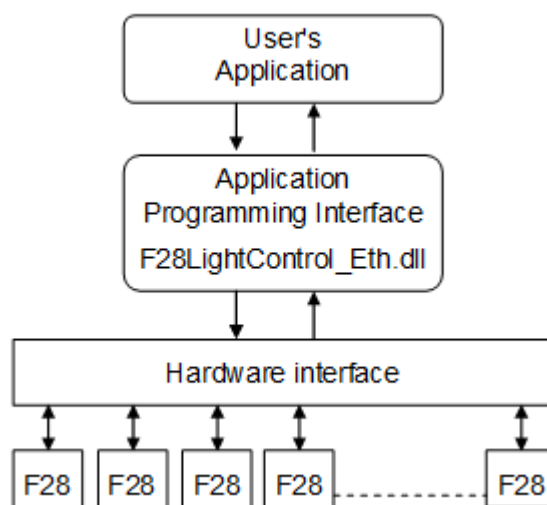 User's
Application
Application
Programming Interface
F28LightControl_Eth.dll
Hardware interface
F28 F28 F28 F28 F28